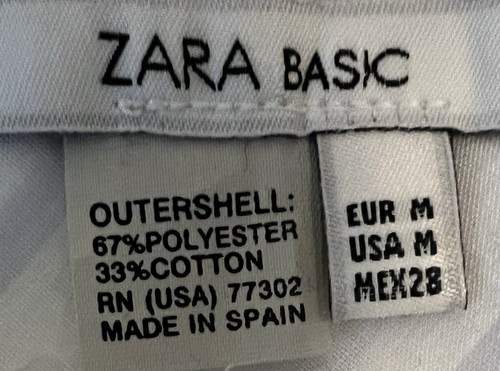 ZARA BASIC
OUTERSHELL:
67%POLYESTER
33%COTTON
RN (USA) 77302
MADE IN SPAIN
EUR M
USA M
MEX28